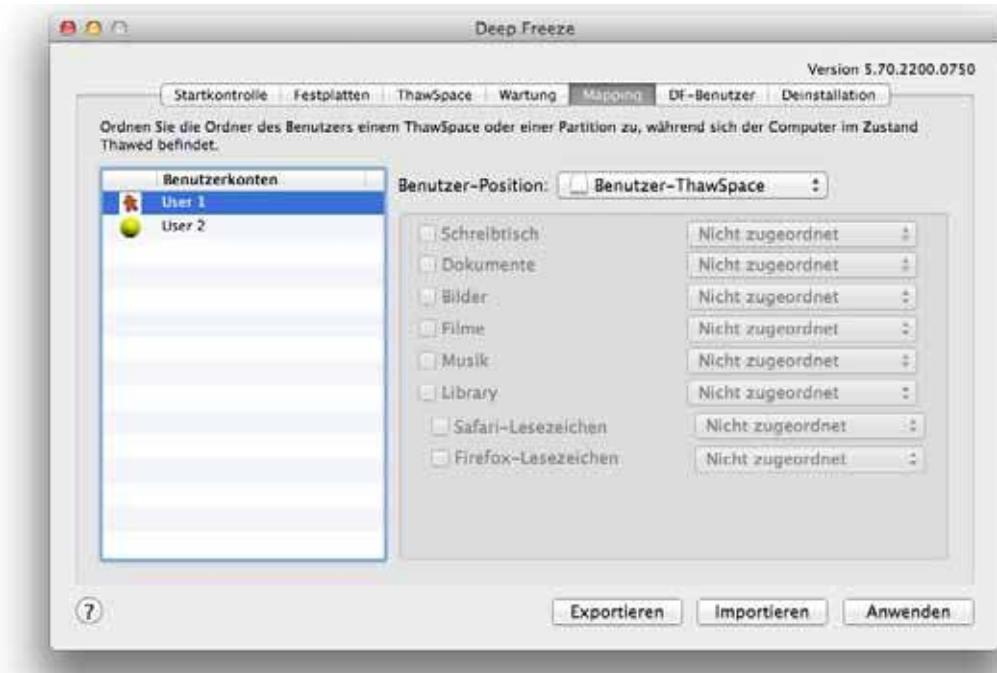 Deep Freeze
Version 5.70.2200.0750
Startkontrolle Festplatten ThawSpace Wartung Mapping DF-Benutzer Deinstallation
Ordnen Sie die Ordner des Benutzers einem ThawSpace oder einer Partition zu, während sich der Computer im Zustand
Thawed befindet.
Benutzerkonten
User 1
User 2
Benutzer-Position: Benutzer-ThawSpace
Schreibtisch Nicht zugeordnet
Dokumente Nicht zugeordnet
Bilder Nicht zugeordnet
Filme Nicht zugeordnet
Musik Nicht zugeordnet
Library Nicht zugeordnet
Safari-Lesezeichen Nicht zugeordnet
Firefox-Lesezeichen Nicht zugeordnet
? Exportieren Importieren Anwenden